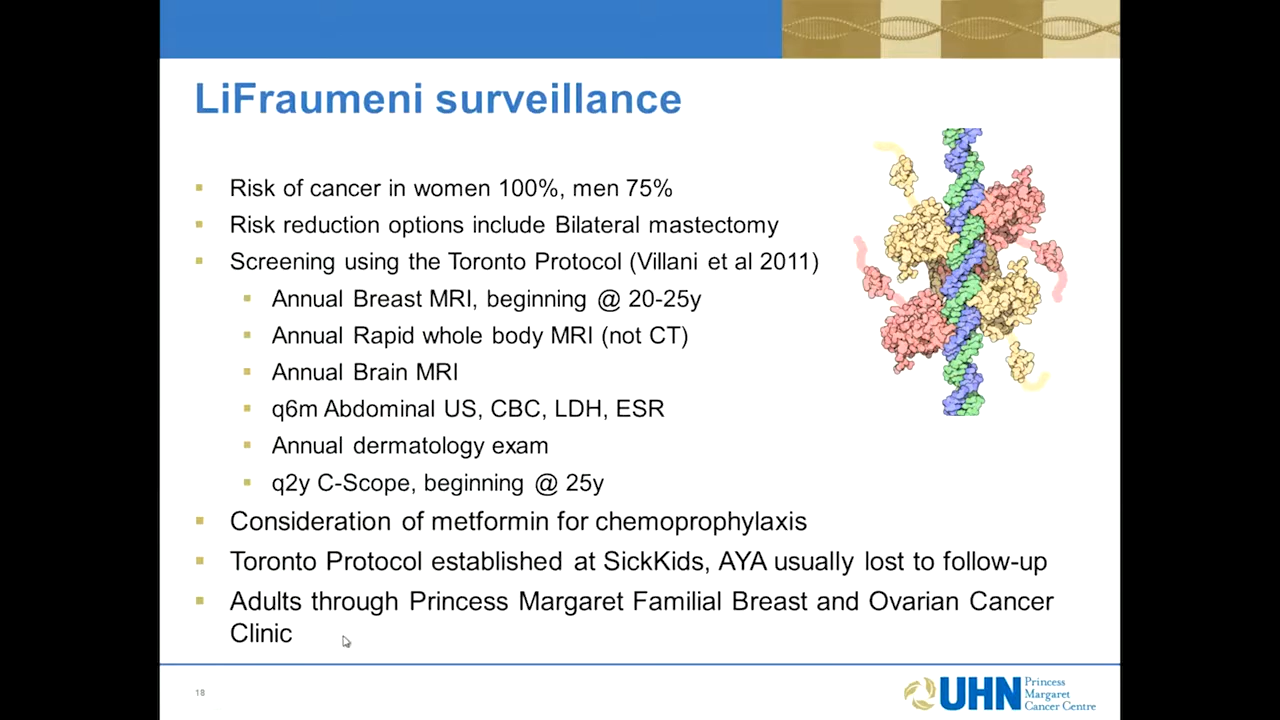 LiFraumeni surveillance
Risk of cancer in women 100%, men 75%
Risk reduction options include Bilateral mastectomy
Screening using the Toronto Protocol (Villani et al 2011)
Annual Breast MRI, beginning @ 20-25y
Annual Rapid whole body MRI (not CT)
Annual Brain MRI
q6m Abdominal US, CBC, LDH, ESR
Annual dermatology exam
q2y C-Scope, beginning @ 25y
Consideration of metformin for chemoprophylaxis
Toronto Protocol established at SickKids, AYA usually lost to follow-up
Adults through Princess Margaret Familial Breast and Ovarian Cancer
Clinic
18
UHN
Princess
Margaret
Cancer Centre